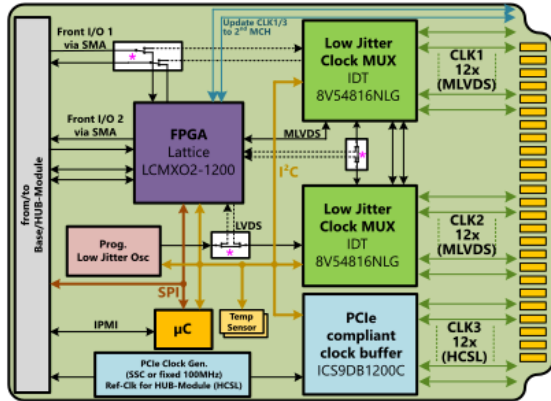 Front I/O 1
via SMA
Update CLK1/3
to 2nd MCH
*
Low Jitter
Clock MUX
IDT
8V54816NLG
CLK1
12x
(MLVDS)
Front I/O 2
via SMA
FPGA
Lattice
LCMXO2-1200
MLVDS
*
I²C
from/to
Base/HUB-Module
Prog.
Low Jitter Osc
LVDS
*
Low Jitter
Clock MUX
IDT
8V54816NLG
CLK2
12x
(MLVDS)
SPI
IPMI
µC
Temp
Sensor
PCIe
compliant
clock buffer
ICS9DB1200C
CLK3
12x
(HCSL)
PCIe Clock Gen.
(SSC or fixed 100MHz)
Ref-Clk for HUB-Module (HCSL)